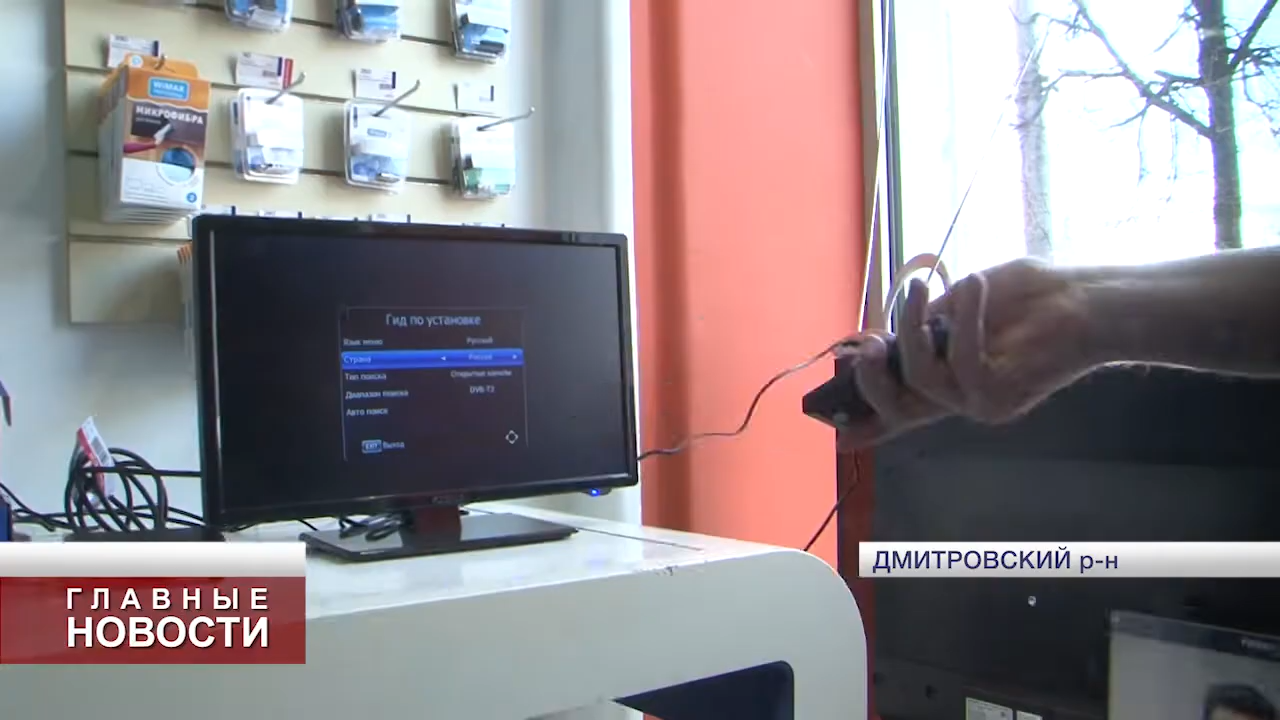 WIMAX
МИКРОФИБРА
Гид по установке
Язык меню Русский
Страна Россия
Тип поиска Открытые каналы
Диапазон поиска DVB-T2
Авто поиск
EXIT Выход
ДМИТРОВСКИЙ р-н
ГЛАВНЫЕ
НОВОСТИ